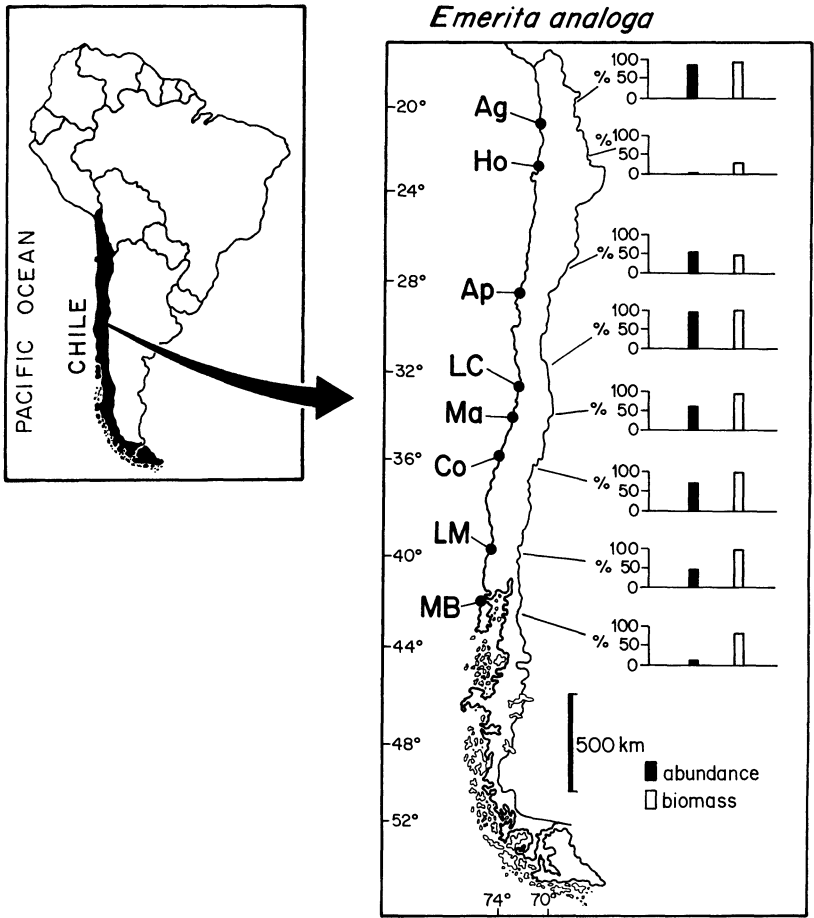 Emerita analoga
PACIFIC OCEAN
CHILE
20°
24°
28°
32°
36°
40°
44°
48°
52°
74° 70°
Ag
Ho
Ap
LC
Ma
Co
LM
MB
100
% 50
0
100
% 50
0
100
% 50
0
100
% 50
0
100
% 50
0
100
% 50
0
100
% 50
0
100
% 50
0
500 km
abundance
biomass